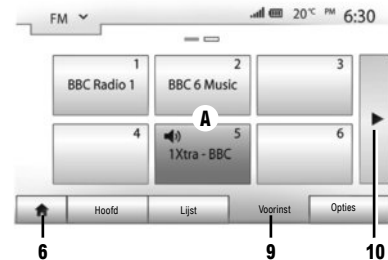 FM 20°C PM 6:30
1 2 3
BBC Radio 1 BBC 6 Music
A
4 5 6
1Xtra - BBC
Hoofd Lijst Voorinst Opties
6 9 10